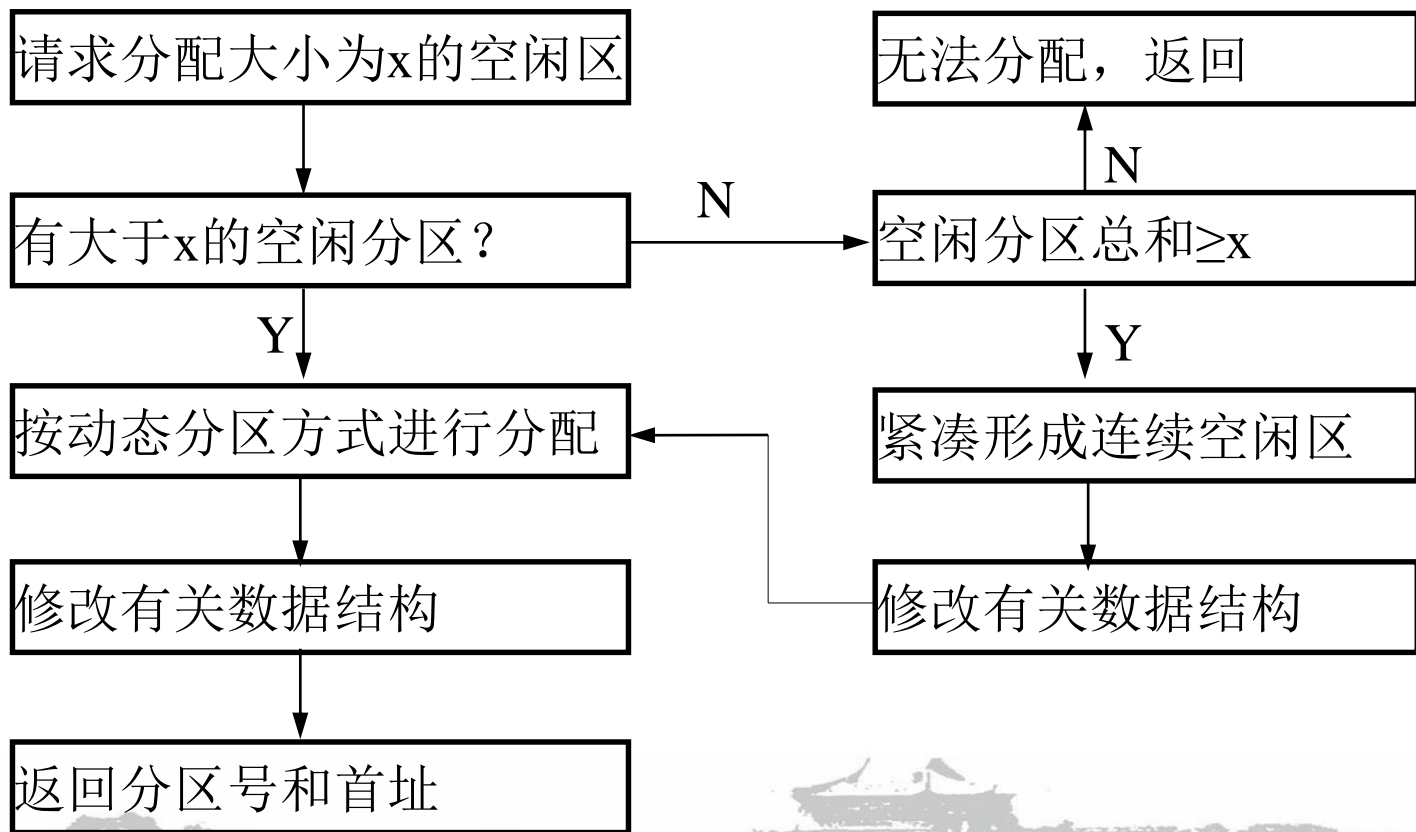 请求分配大小为x的空闲区
无法分配，返回
N
有大于x的空闲分区？
N
空闲分区总和≥x
Y
Y
按动态分区方式进行分配
紧凑形成连续空闲区
修改有关数据结构
修改有关数据结构
返回分区号和首址